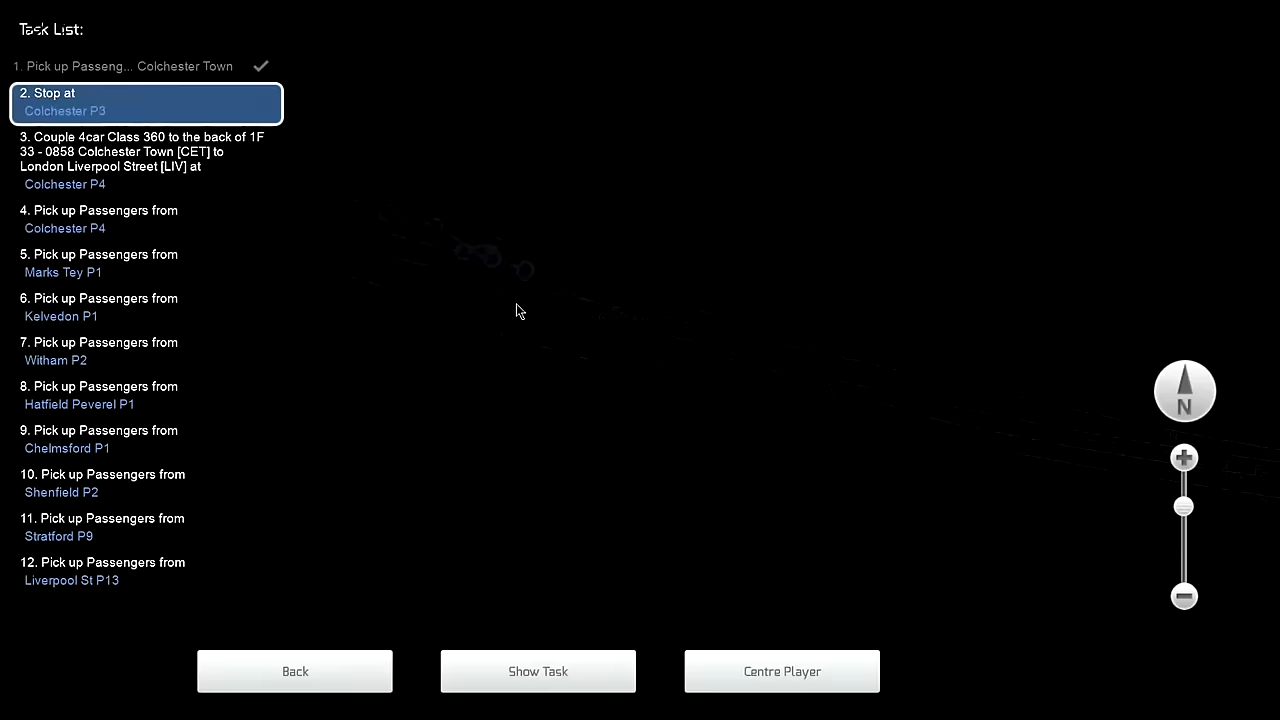 Task List:
1. Pick up Passeng... Colchester Town
2. Stop at
Colchester P3
3. Couple 4car Class 360 to the back of 1F
33 - 0858 Colchester Town [CET] to
London Liverpool Street [LIV] at
Colchester P4
4. Pick up Passengers from
Colchester P4
5. Pick up Passengers from
Marks Tey P1
6. Pick up Passengers from
Kelvedon P1
7. Pick up Passengers from
Witham P2
8. Pick up Passengers from
Hatfield Peverel P1
9. Pick up Passengers from
Chelmsford P1
10. Pick up Passengers from
Shenfield P2
11. Pick up Passengers from
Stratford P9
12. Pick up Passengers from
Liverpool St P13
N
Back
Show Task
Centre Player